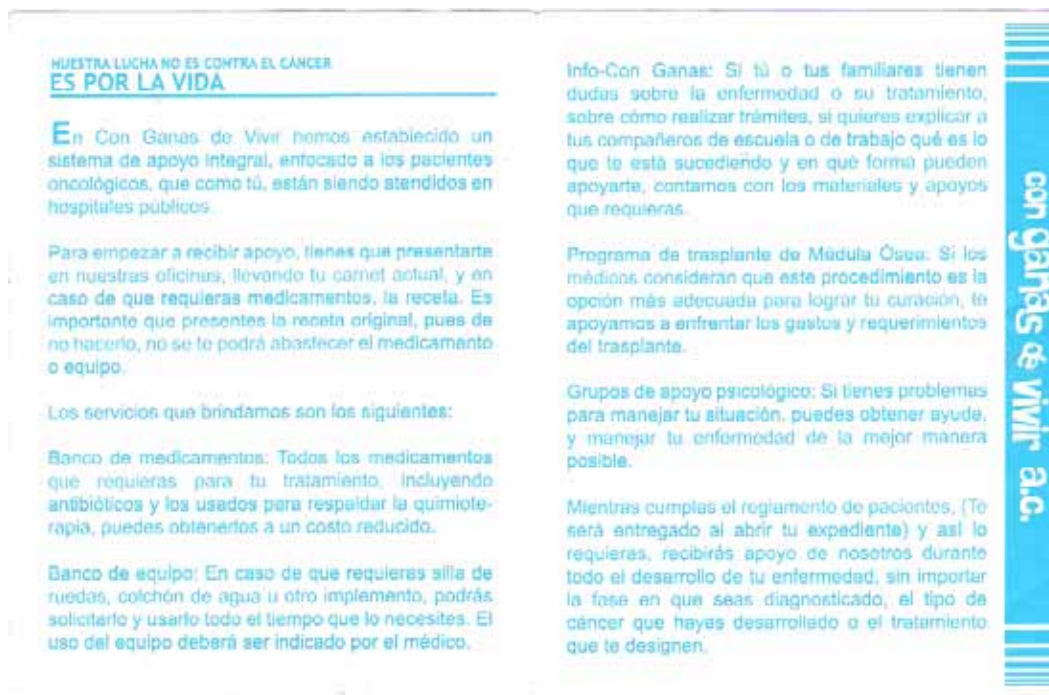 NUESTRA LUCHA NO ES CONTRA EL CÁNCER
ES POR LA VIDA
En Con Ganas de Vivir hemos establecido un
sistema de apoyo integral, enfocado a los pacientes
oncológicos, que como tú, están siendo atendidos en
hospitales públicos.
Para empezar a recibir apoyo, tienes que presentarte
en nuestras oficinas, llevando tu carnet actual, y en
caso de que requieras medicamentos, la receta. Es
importante que presentes la receta original, pues de
no hacerlo, no se te podrá abastecer el medicamento
o equipo.
Los servicios que brindamos son los siguientes:
Banco de medicamentos: Todos los medicamentos
que requieras para tu tratamiento, incluyendo
antibióticos y los usados para respaldar la quimiote-
rapia, puedes obtenerlos a un costo reducido.
Banco de equipo: En caso de que requieras silla de
ruedas, colchón de agua u otro implemento, podrás
solicitarlo y usarlo todo el tiempo que lo necesites. El
uso del equipo deberá ser indicado por el médico.
Info-Con Ganas: Si tú o tus familiares tienen
dudas sobre la enfermedad o su tratamiento,
sobre cómo realizar trámites, si quieres explicar a
tus compañeros de escuela o de trabajo qué es lo
que te está sucediendo y en qué forma pueden
apoyarte, contamos con los materiales y apoyos
que requieras.
Programa de trasplante de Médula Ósea: Si los
médicos consideran que este procedimiento es la
opción más adecuada para lograr tu curación, te
apoyamos a enfrentar los gastos y requerimientos
del trasplante.
Grupos de apoyo psicológico: Si tienes problemas
para manejar tu situación, puedes obtener ayuda,
y manejar tu enfermedad de la mejor manera
posible.
Mientras cumplas el reglamento de pacientes, (Te
será entregado al abrir tu expediente) y así lo
requieras, recibirás apoyo de nosotros durante
todo el desarrollo de tu enfermedad, sin importar
la fase en que seas diagnosticado, el tipo de
cáncer que hayas desarrollado o el tratamiento
que te designen.
con ganas de vivir a.c.